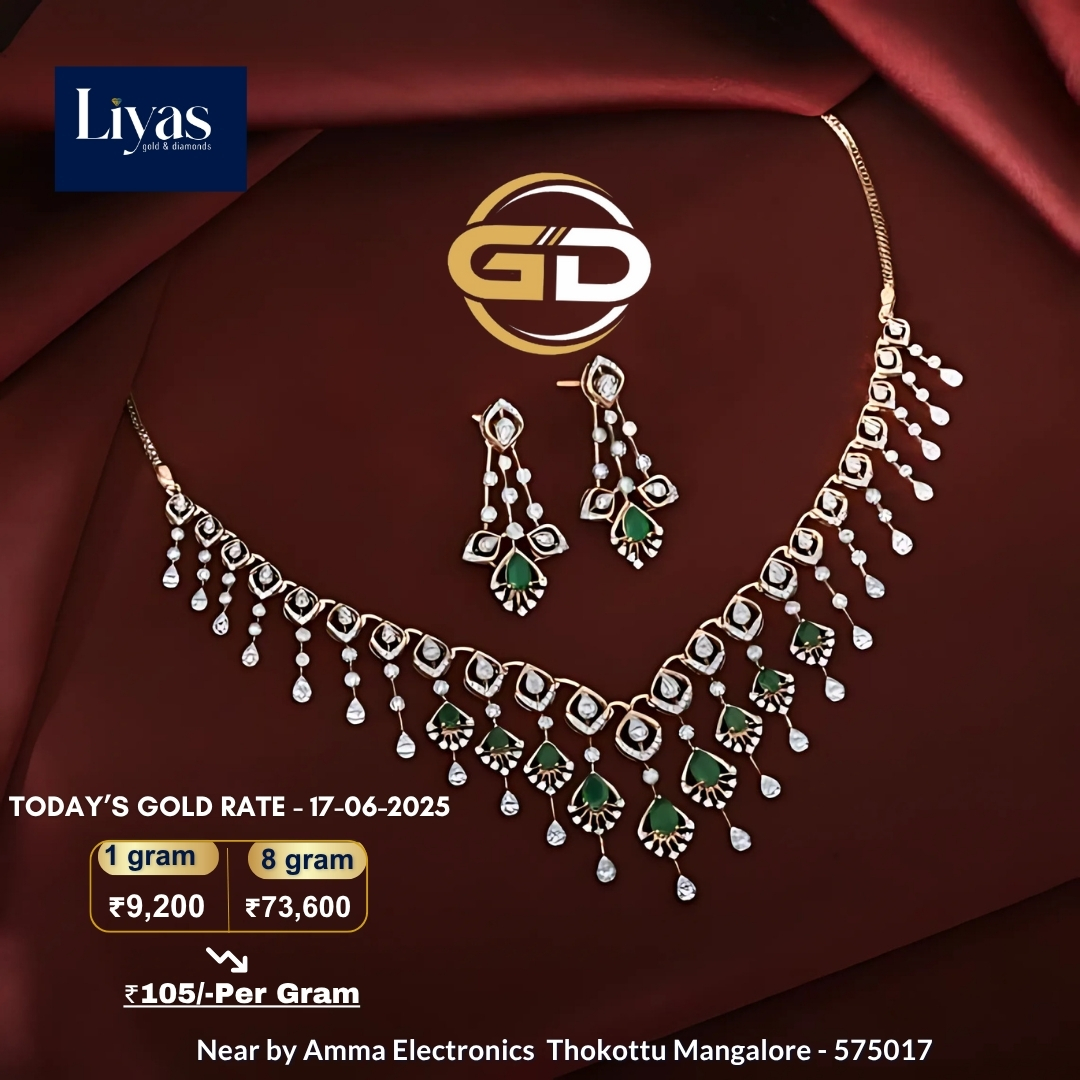 Liyas
gold & diamonds
GD
TODAY'S GOLD RATE - 17-06-2025
1 gram
8 gram
₹9,200
₹73,600
₹105/-Per Gram
Near by Amma Electronics Thokottu Mangalore - 575017